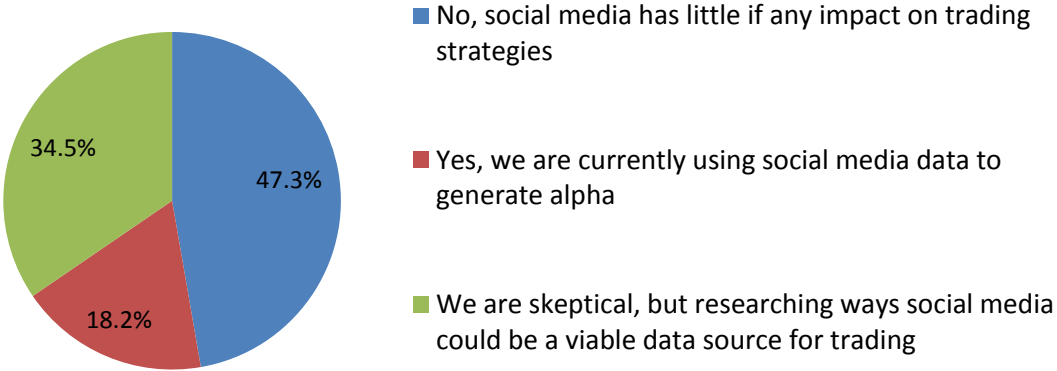 No, social media has little if any impact on trading
strategies
34.5%
47.3%
Yes, we are currently using social media data to
generate alpha
18.2%
We are skeptical, but researching ways social media
could be a viable data source for trading